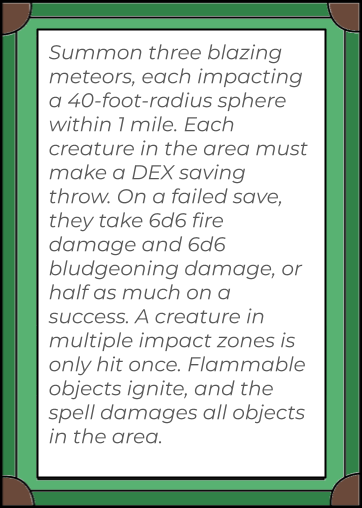 Summon three blazing
meteors, each impacting
a 40-foot-radius sphere
within 1 mile. Each
creature in the area must
make a DEX saving
throw. On a failed save,
they take 6d6 fire
damage and 6d6
bludgeoning damage, or
half as much on a
success. A creature in
multiple impact zones is
only hit once. Flammable
objects ignite, and the
spell damages all objects
in the area.